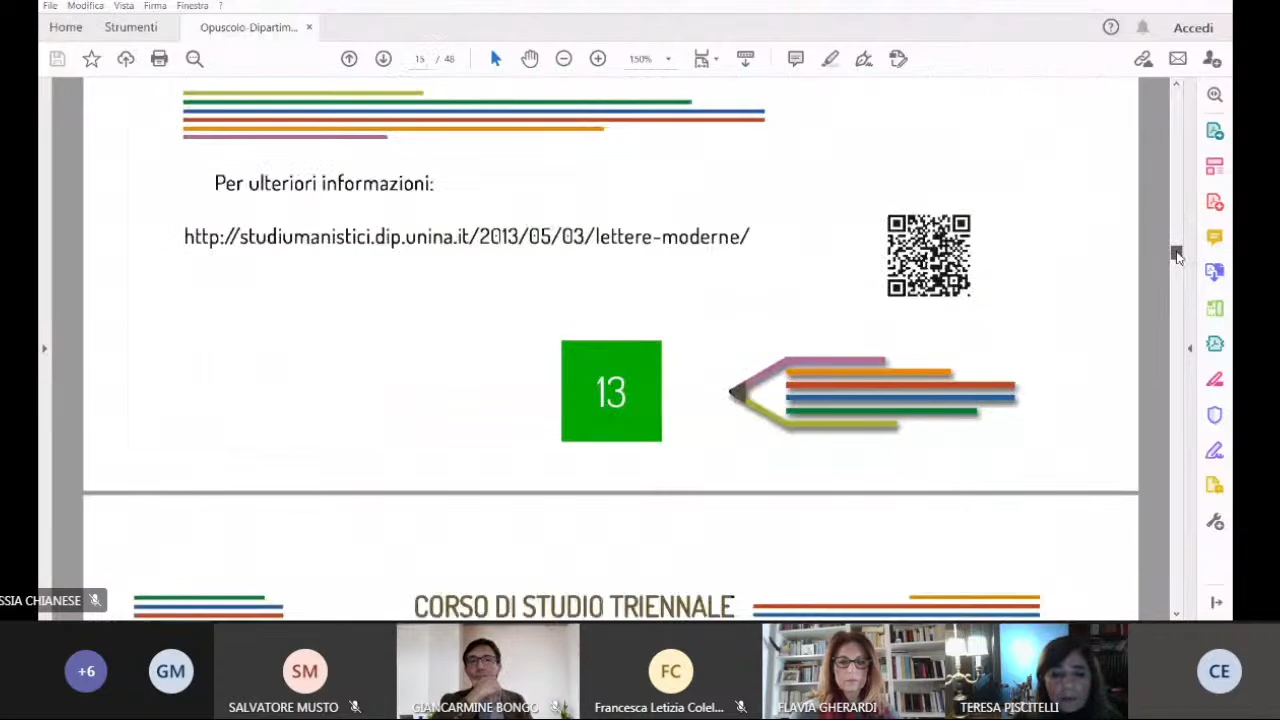 File Modifica Vista Firma Finestra ?
Home Strumenti Opuscolo-Dipartim... × Accedi
15 / 48 150%
Per ulteriori informazioni:
http://studiumanistici.dip.unina.it/2013/05/03/lettere-moderne/
13
CORSO DI STUDIO TRIENNALE
SSIA CHIANESE
+6 GM SM FC CE
SALVATORE MUSTO GIANCARMINE BONGO Francesca Letizia Colel... FLAVIA GHERARDI TERESA PISCITELLI